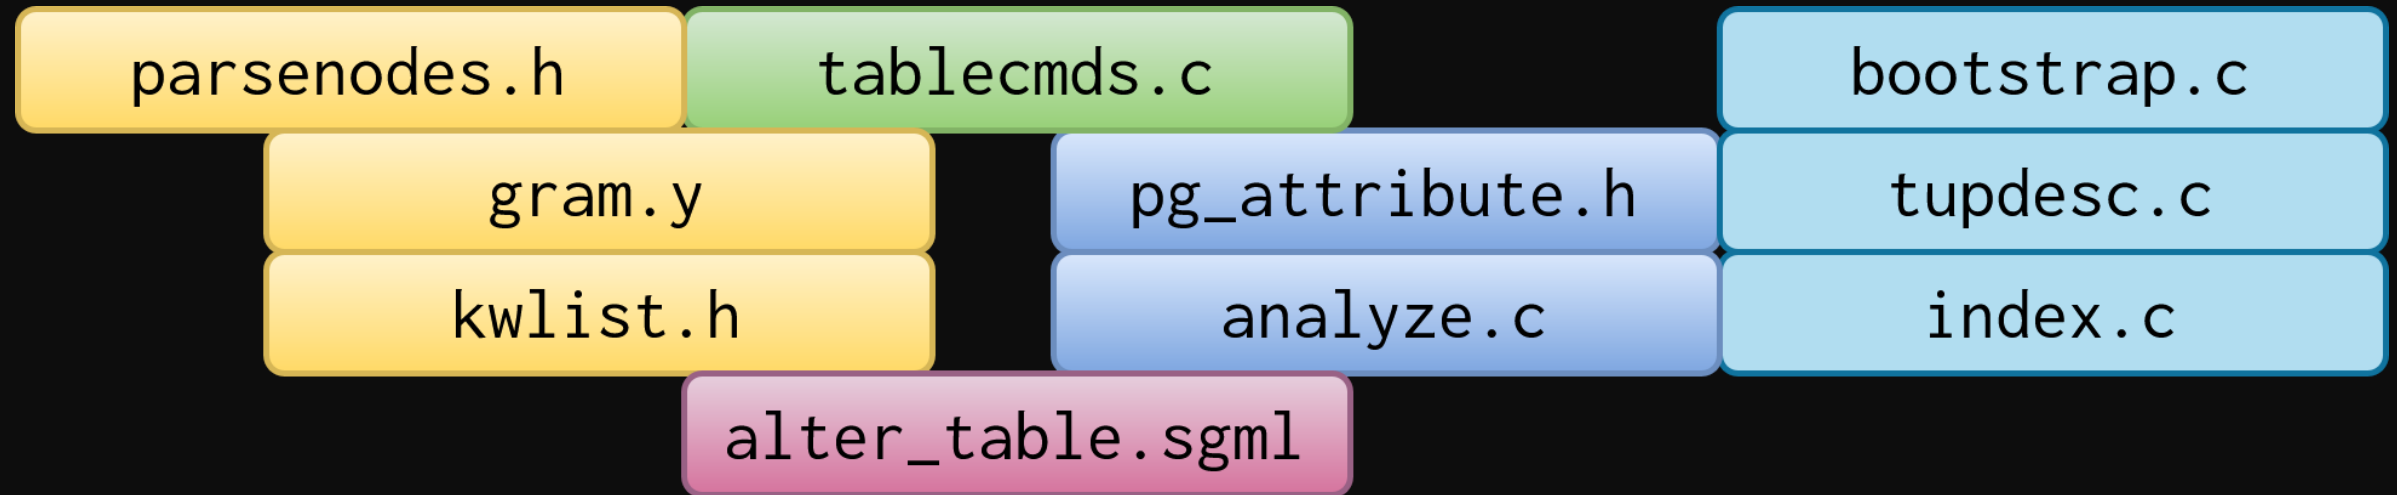 parsenodes.h
tablecmds.c
bootstrap.c
gram.y
pg_attribute.h
tupdesc.c
kwlist.h
analyze.c
index.c
alter_table.sgml